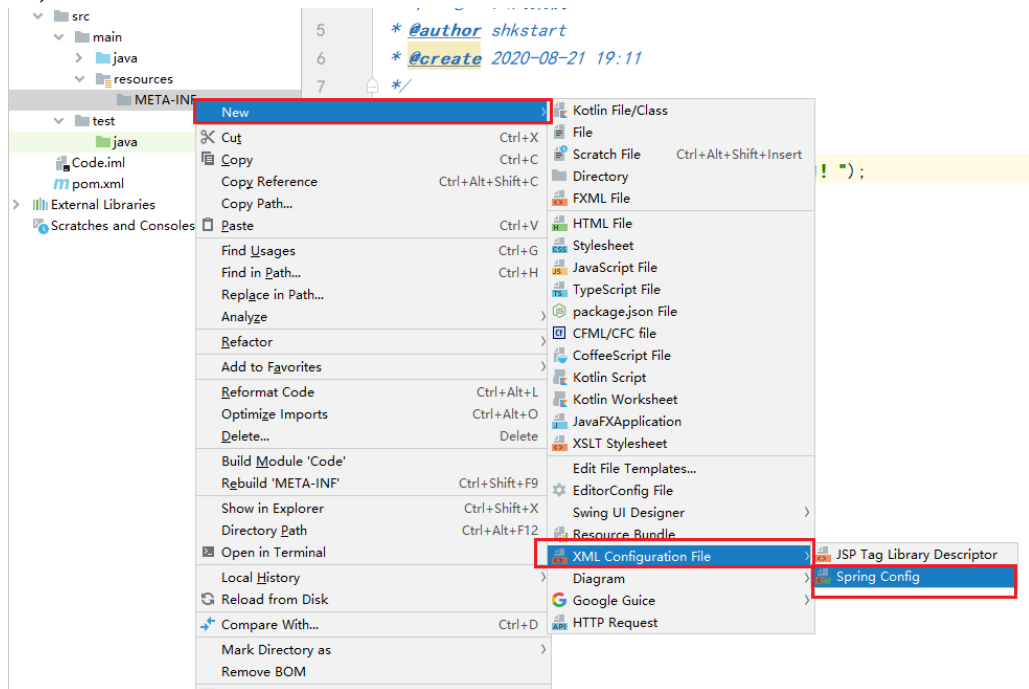 src
main
java
resources
META-INF
test
java
Code.iml
pom.xml
External Libraries
Scratches and Consoles
5 * @author shkstart
6 * @create 2020-08-21 19:11
7 */
! ");
New
Cut Ctrl+X
Copy Ctrl+C
Copy Reference Ctrl+Alt+Shift+C
Copy Path...
Paste Ctrl+V
Find Usages Ctrl+G
Find in Path... Ctrl+H
Replace in Path...
Analyze
Refactor
Add to Favorites
Reformat Code Ctrl+Alt+L
Optimize Imports Ctrl+Alt+O
Delete... Delete
Build Module 'Code'
Rebuild 'META-INF' Ctrl+Shift+F9
Show in Explorer Ctrl+Shift+X
Directory Path Ctrl+Alt+F12
Open in Terminal
Local History
Reload from Disk
Compare With... Ctrl+D
Mark Directory as
Remove BOM
Kotlin File/Class
File
Scratch File Ctrl+Alt+Shift+Insert
Directory
FXML File
HTML File
Stylesheet
JavaScript File
TypeScript File
package.json File
CFML/CFC file
CoffeeScript File
Kotlin Script
Kotlin Worksheet
JavaFXApplication
XSLT Stylesheet
Edit File Templates...
EditorConfig File
Swing UI Designer
Resource Bundle
XML Configuration File
Diagram
Google Guice
HTTP Request
JSP Tag Library Descriptor
Spring Config